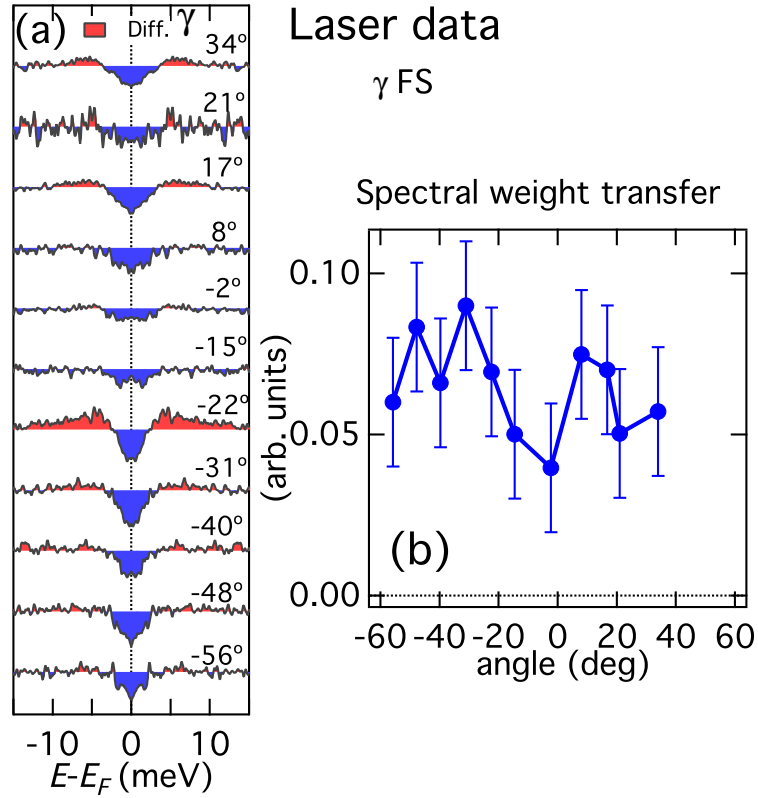 (a) Diff. γ
34°
21°
17°
8°
-2°
-15°
-22°
-31°
-40°
-48°
-56°
-10 0 10
E-E_F (meV)
Laser data
γ FS
Spectral weight transfer
0.10
0.05
0.00
(arb. units)
(b)
-60 -40 -20 0 20 40 60
angle (deg)